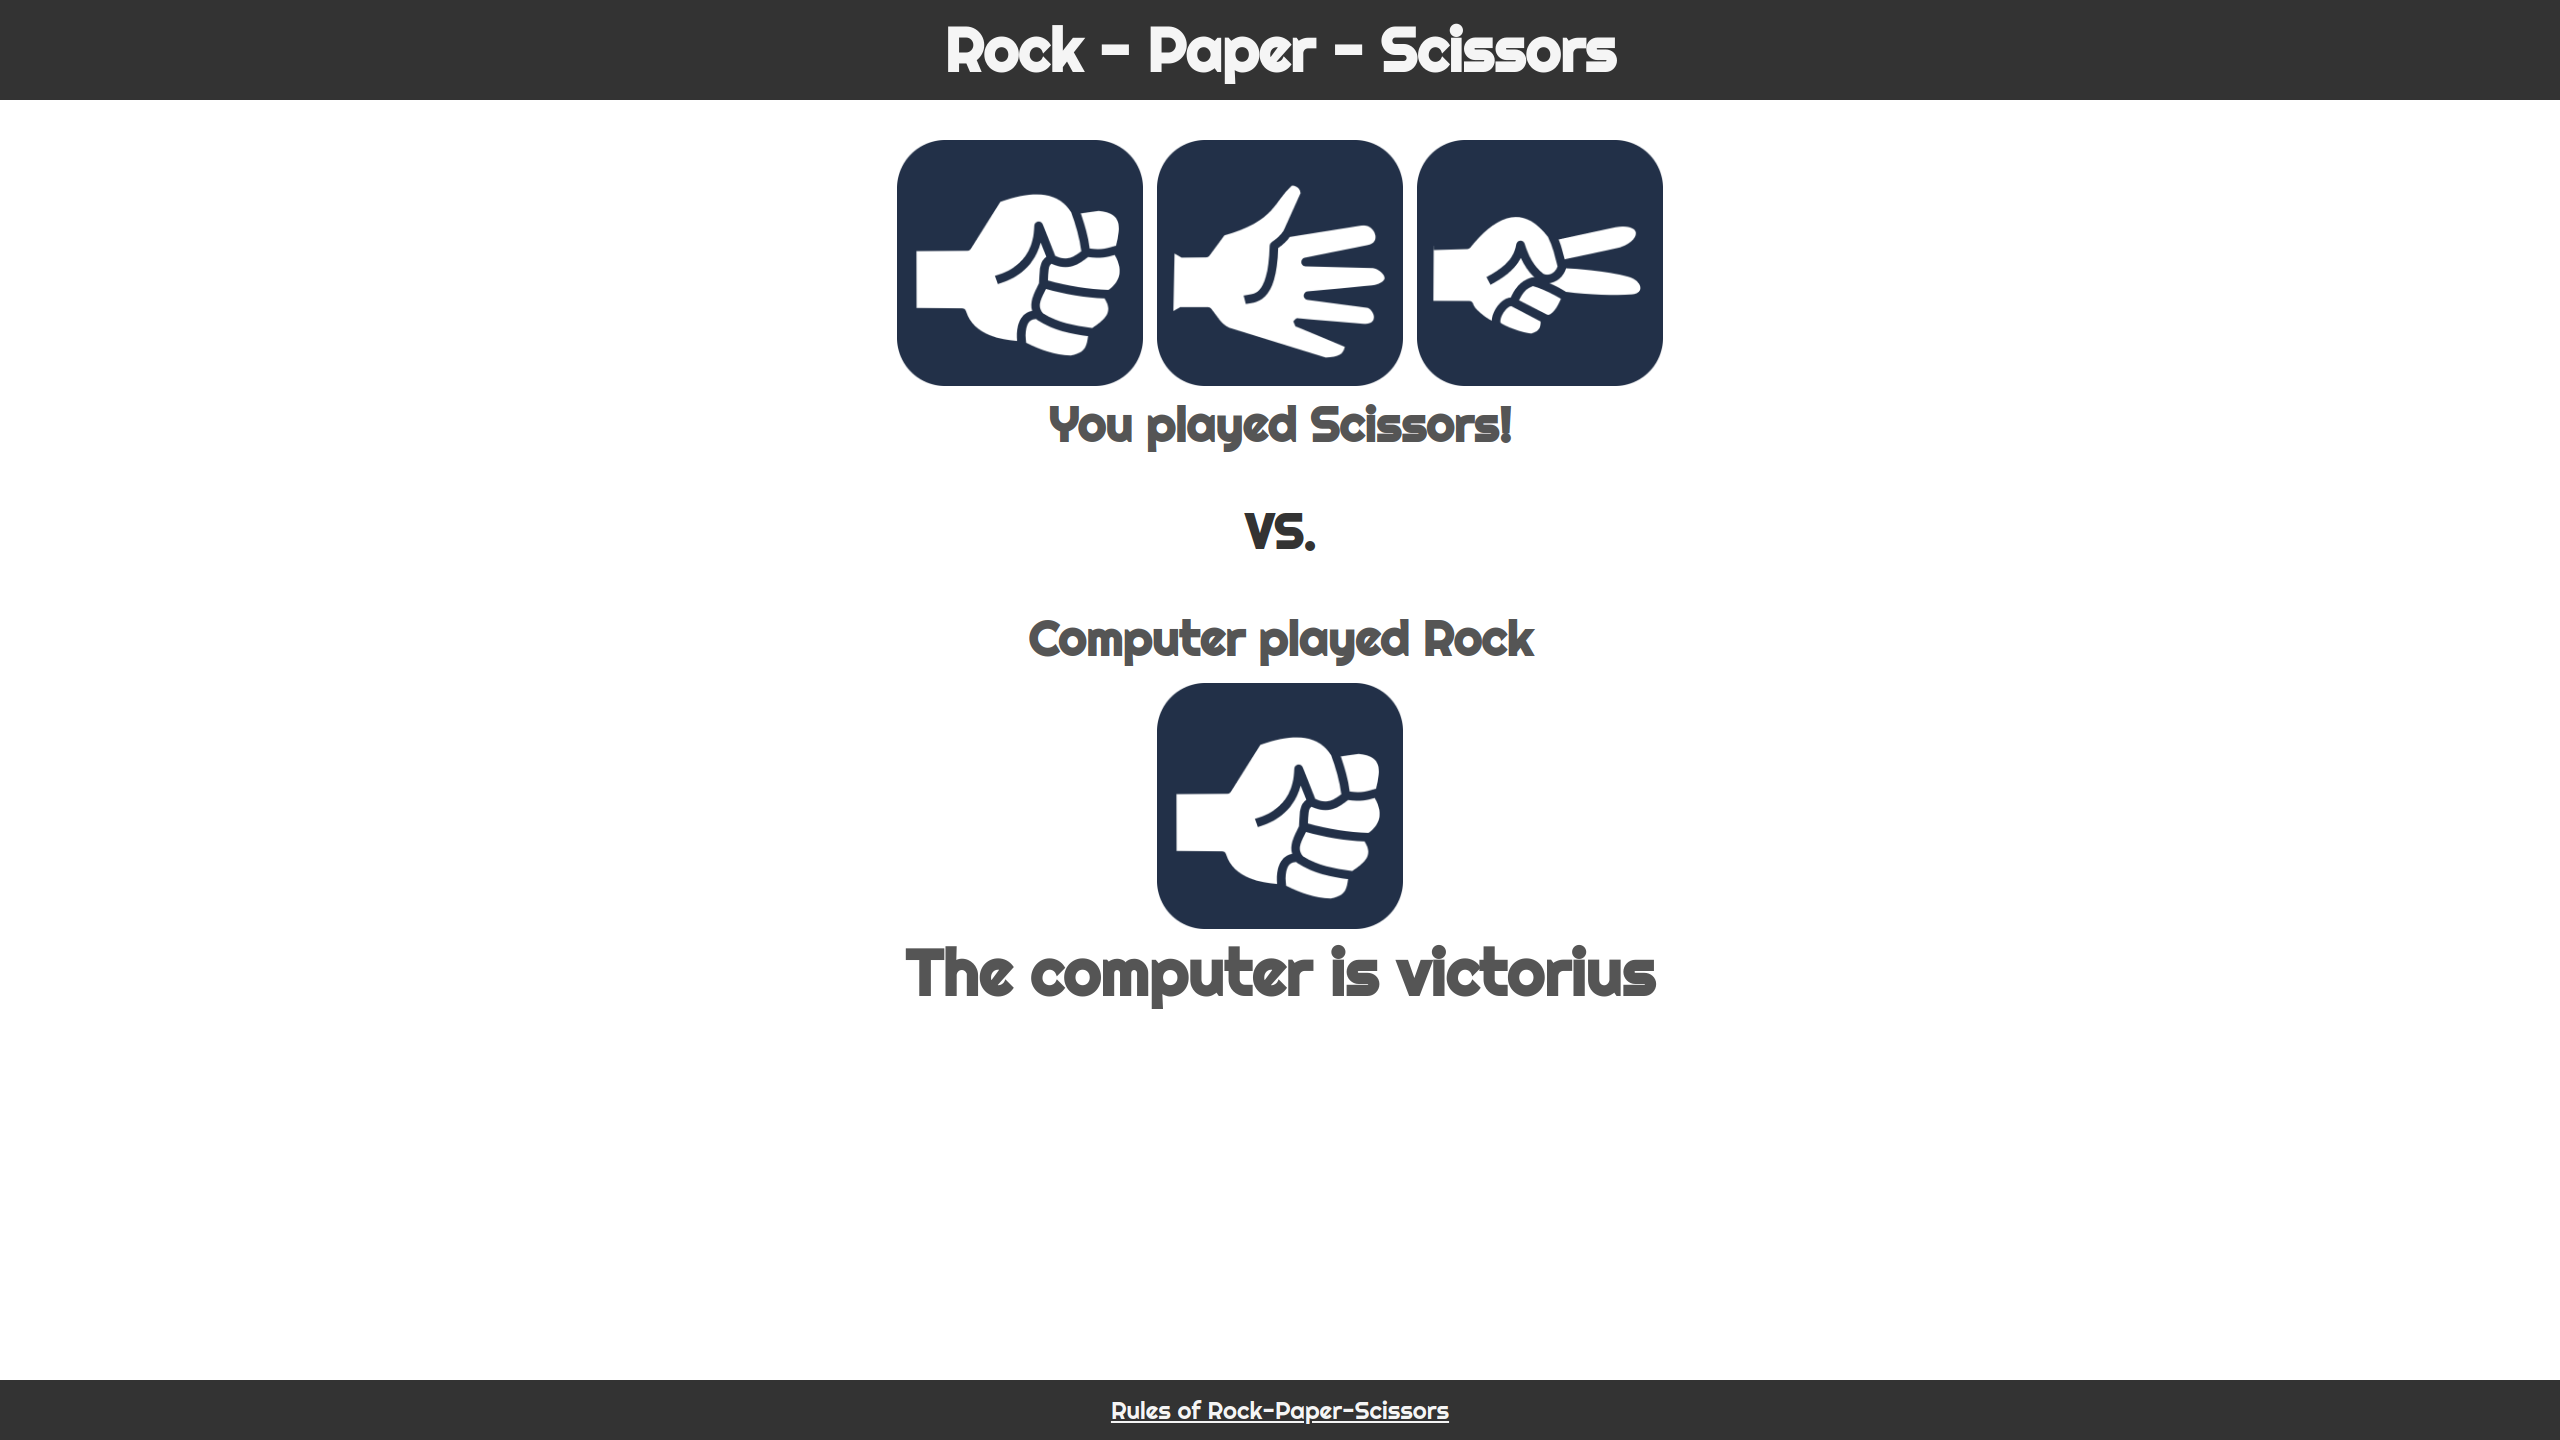 Rock - Paper - Scissors
You played Scissors!
VS.
Computer played Rock
The computer is victorius
Rules of Rock-Paper-Scissors